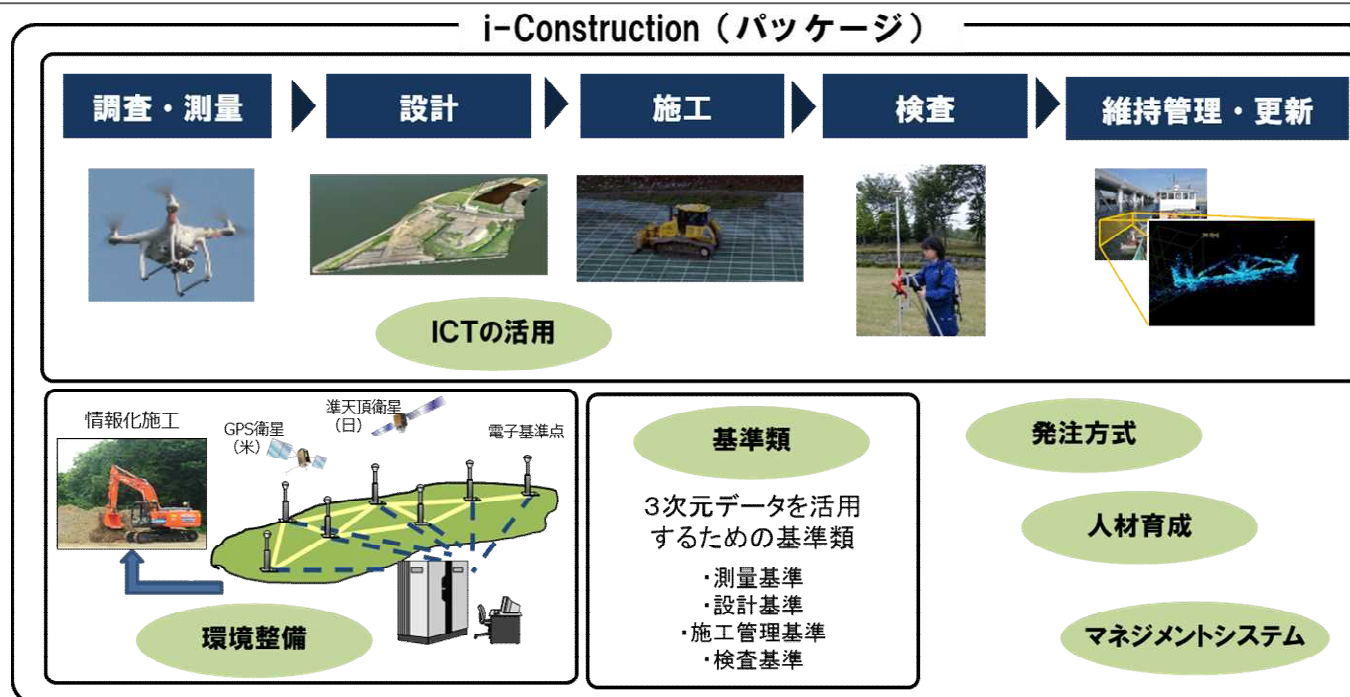 i-Construction（パッケージ）
調査・測量
設計
施工
検査
維持管理・更新
ICTの活用
情報化施工
GPS衛星
（米）
準天頂衛星
（日）
電子基準点
環境整備
基準類
３次元データを活用
するための基準類
・測量基準
・設計基準
・施工管理基準
・検査基準
発注方式
人材育成
マネジメントシステム